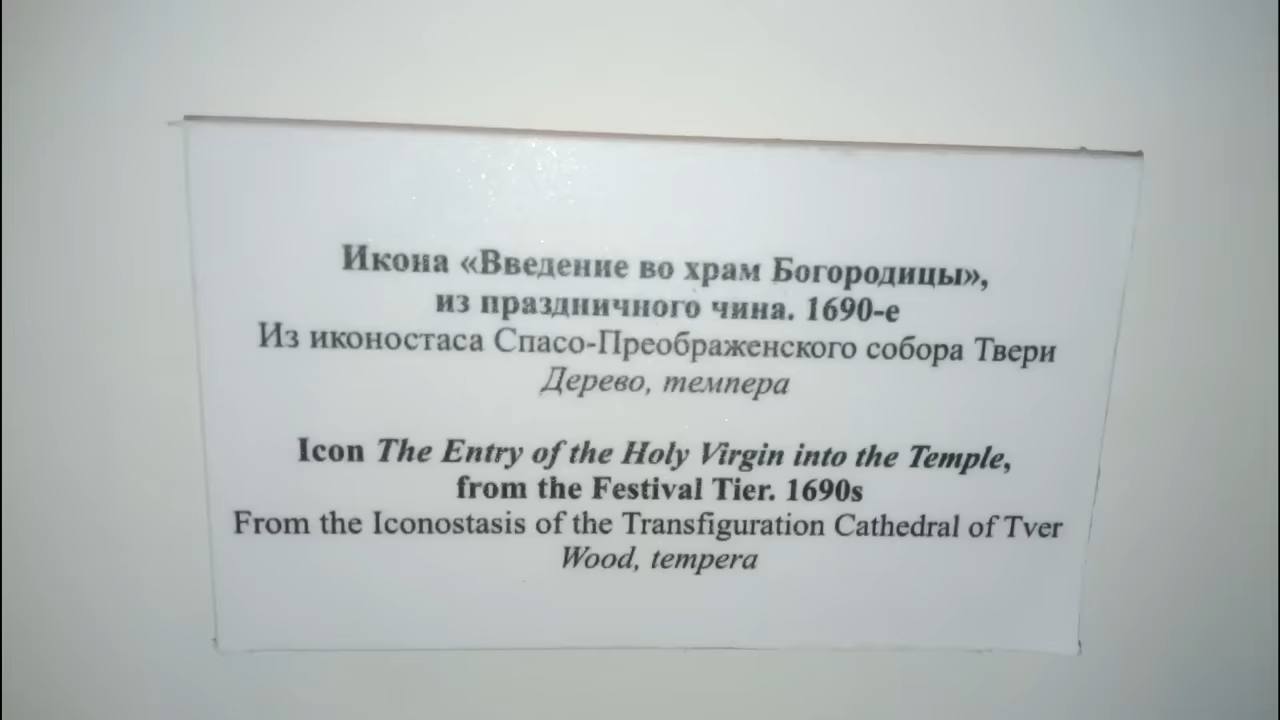 Икона «Введение во храм Богородицы»,
из праздничного чина. 1690-е
Из иконостаса Спасо-Преображенского собора Твери
Дерево, темпера
Icon The Entry of the Holy Virgin into the Temple,
from the Festival Tier. 1690s
From the Iconostasis of the Transfiguration Cathedral of Tver
Wood, tempera